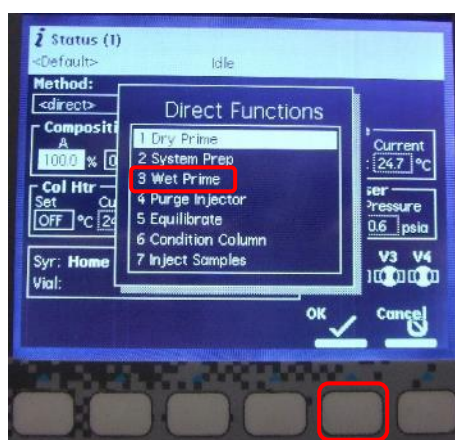 i Status (1)
<Default> Idle
Method:
<direct>
Compositi
A
100.0 %
Current
24.7 °C
Col Htr
Set
OFF °C
Pressure
0.6 psia
Syr: Home
V3 V4
Vial:
Direct Functions
1 Dry Prime
2 System Prep
3 Wet Prime
4 Purge Injector
5 Equilibrate
6 Condition Column
7 Inject Samples
OK
Cancel